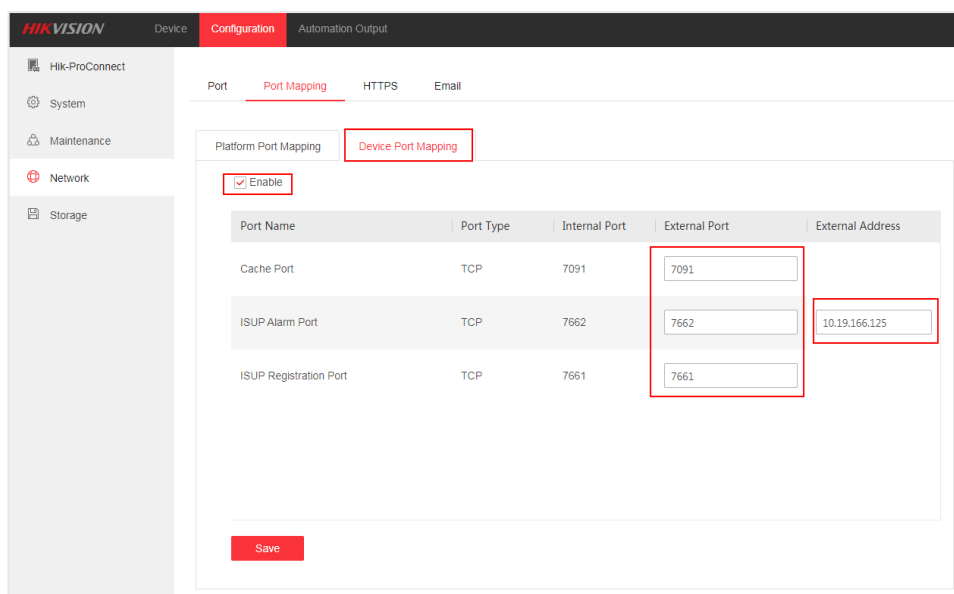 HIKVISION Device Configuration Automation Output
Hik-ProConnect
System
Maintenance
Network
Storage
Port Port Mapping HTTPS Email
Platform Port Mapping Device Port Mapping
Enable
Port Name Port Type Internal Port External Port External Address
Cache Port TCP 7091 7091
ISUP Alarm Port TCP 7662 7662 10.19.166.125
ISUP Registration Port TCP 7661 7661
Save